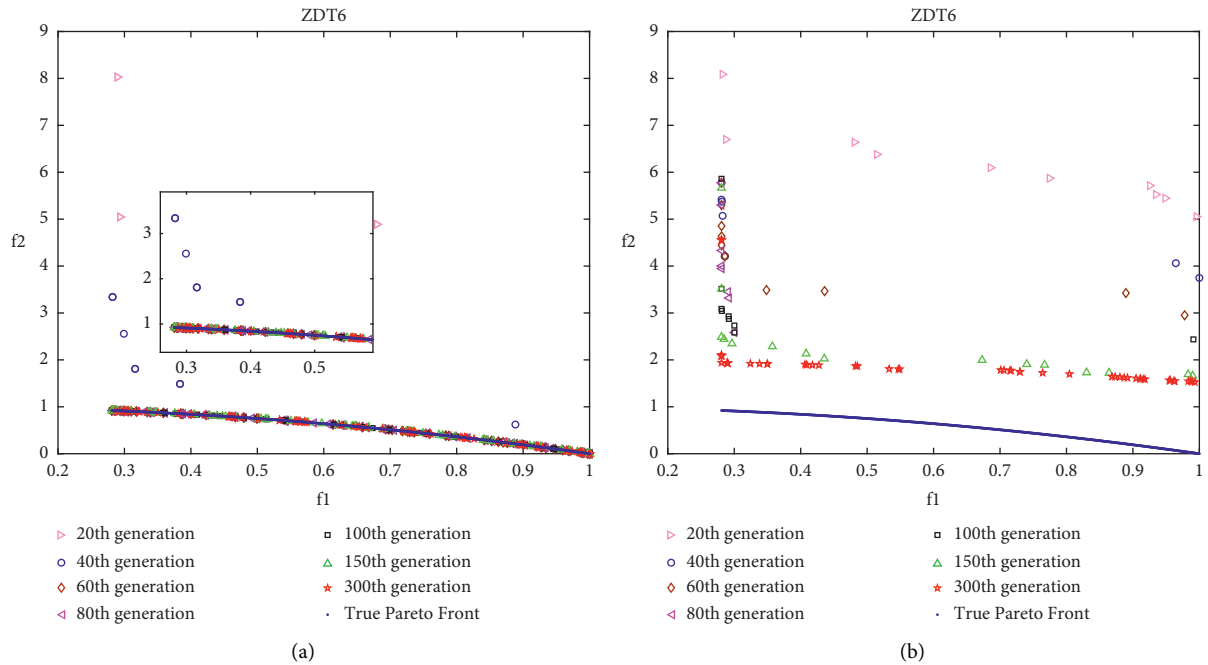 ZDT6
9
8
7
6
5
4
3
2
1
0
f2
0.2 0.3 0.4 0.5 0.6 0.7 0.8 0.9 1
f1
3
2
1
0.3 0.4 0.5
20th generation
40th generation
60th generation
80th generation
100th generation
150th generation
300th generation
True Pareto Front
(a)
ZDT6
9
8
7
6
5
4
3
2
1
0
f2
0.2 0.3 0.4 0.5 0.6 0.7 0.8 0.9 1
f1
20th generation
40th generation
60th generation
80th generation
100th generation
150th generation
300th generation
True Pareto Front
(b)